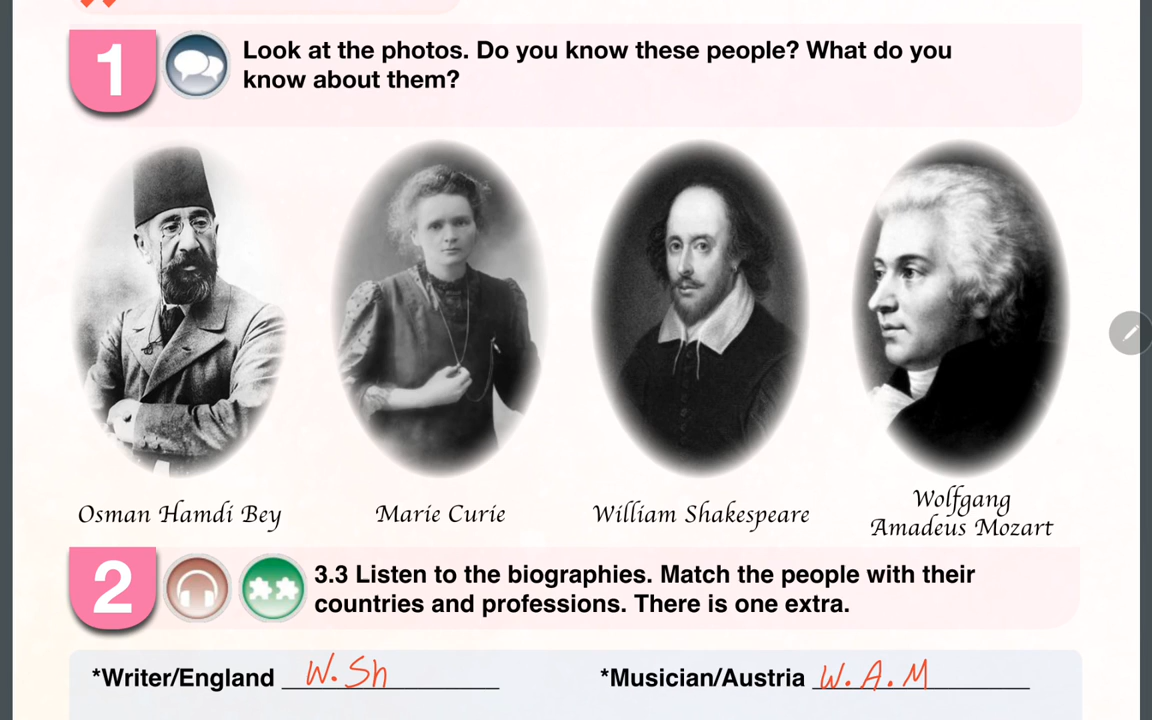 1
Look at the photos. Do you know these people? What do you
know about them?
Osman Hamdi Bey
Marie Curie
William Shakespeare
Wolfgang
Amadeus Mozart
2
3.3 Listen to the biographies. Match the people with their
countries and professions. There is one extra.
*Writer/England W.Sh
*Musician/Austria W.A.M